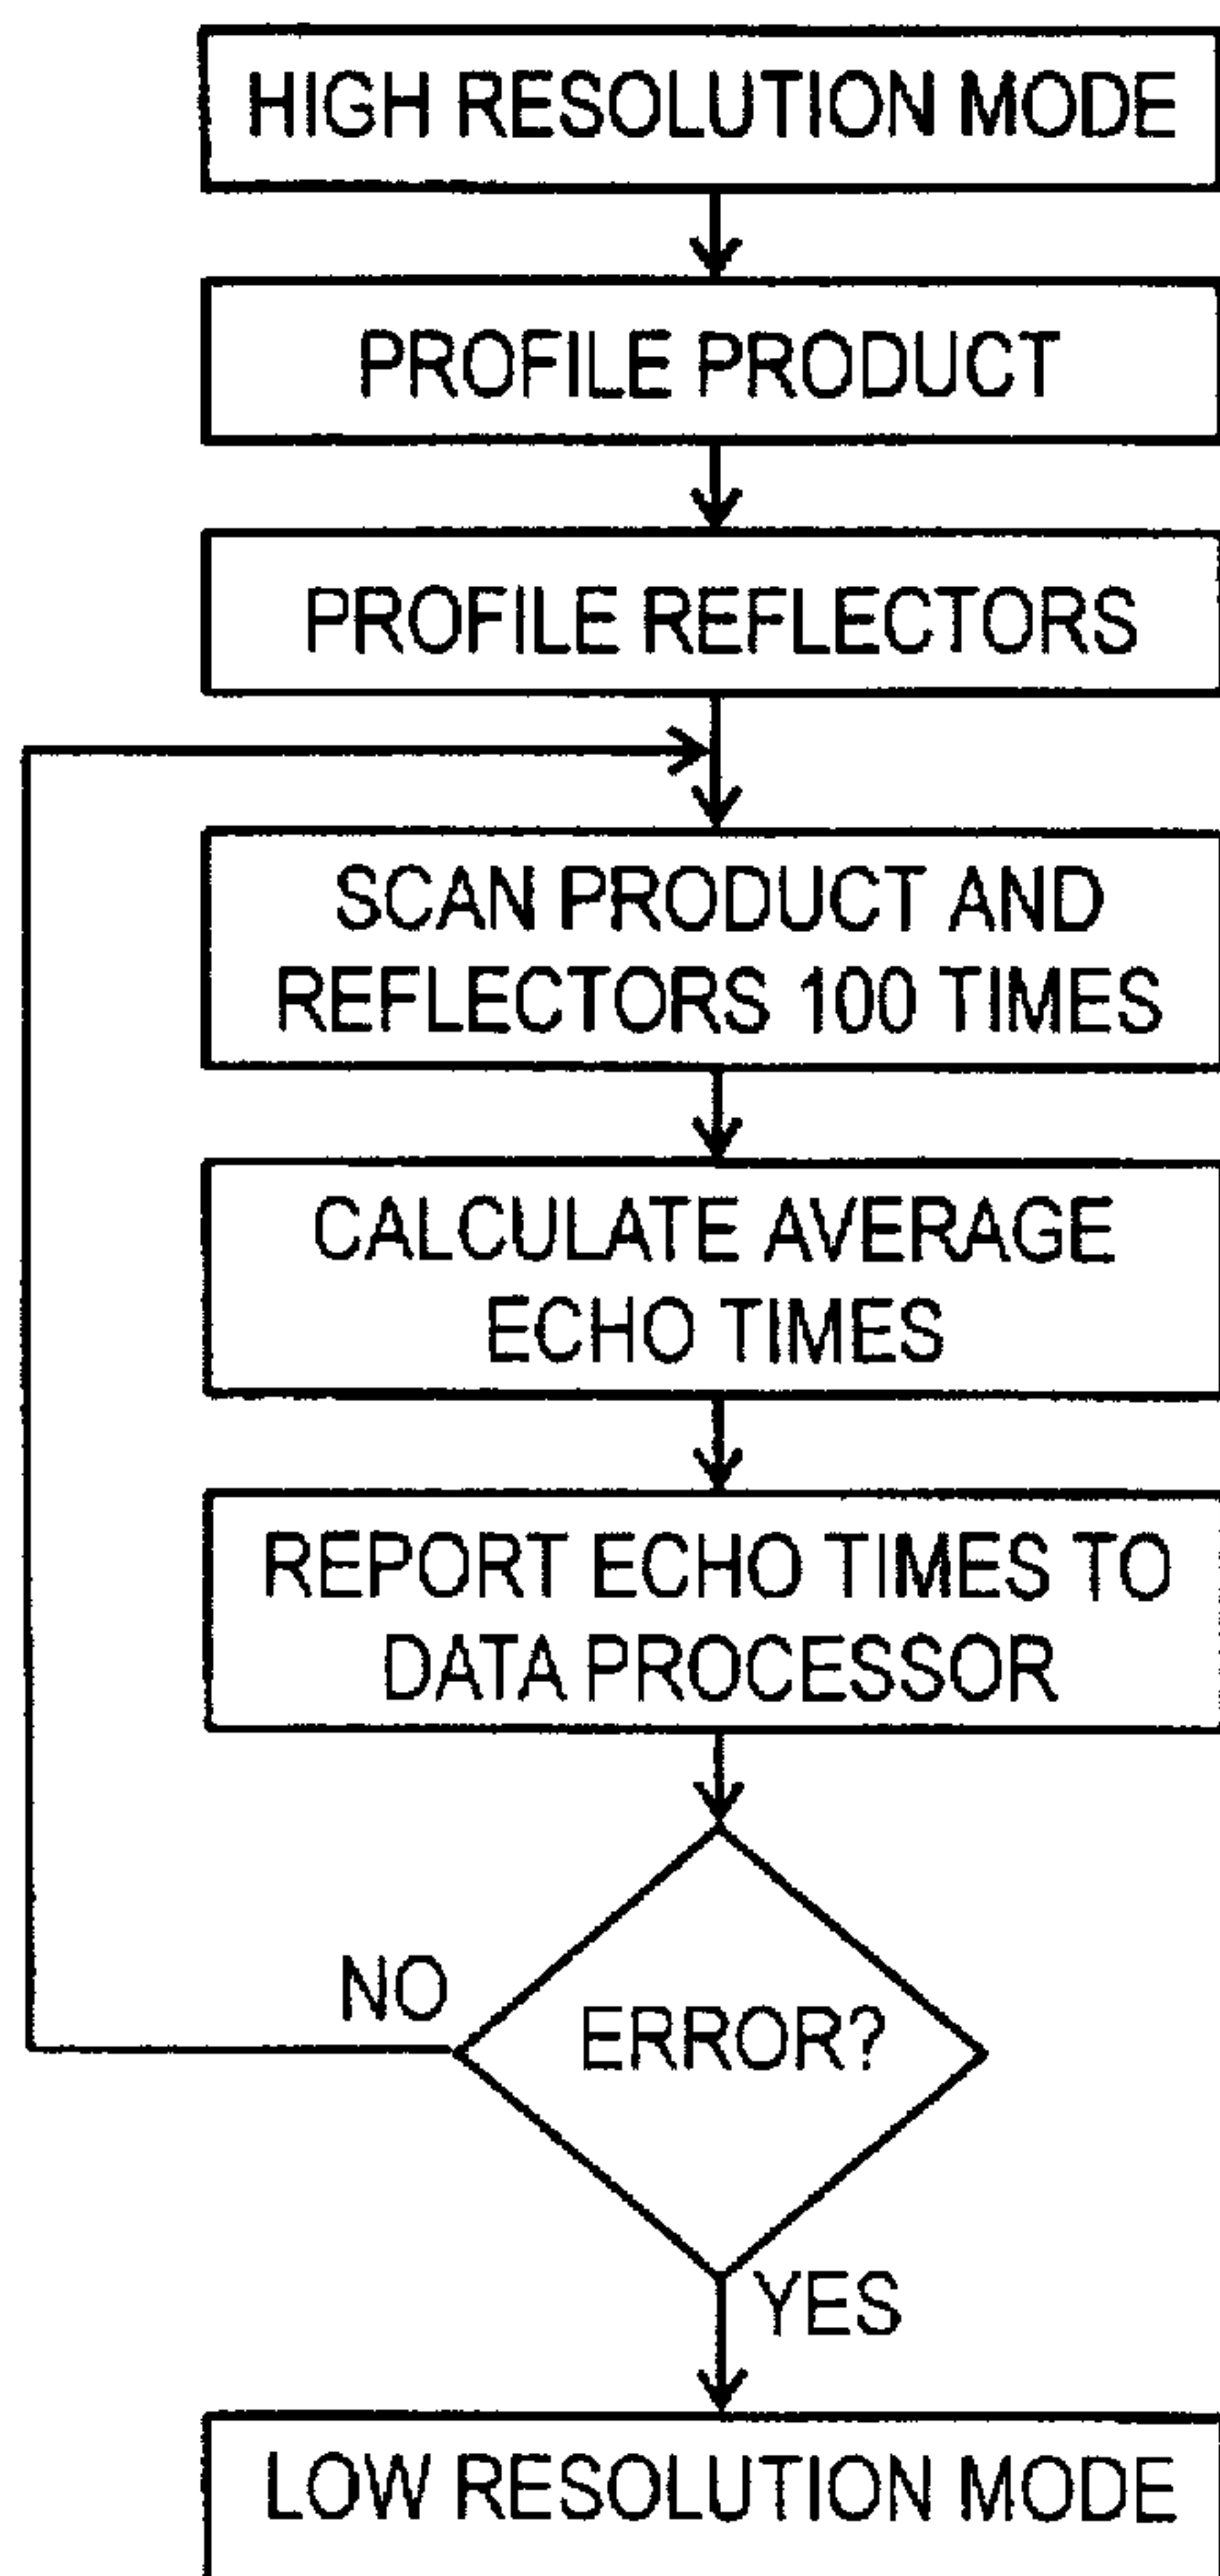 HIGH RESOLUTION MODE
PROFILE PRODUCT
PROFILE REFLECTORS
SCAN PRODUCT AND
REFLECTORS 100 TIMES
CALCULATE AVERAGE
ECHO TIMES
REPORT ECHO TIMES TO
DATA PROCESSOR
NO
ERROR?
YES
LOW RESOLUTION MODE